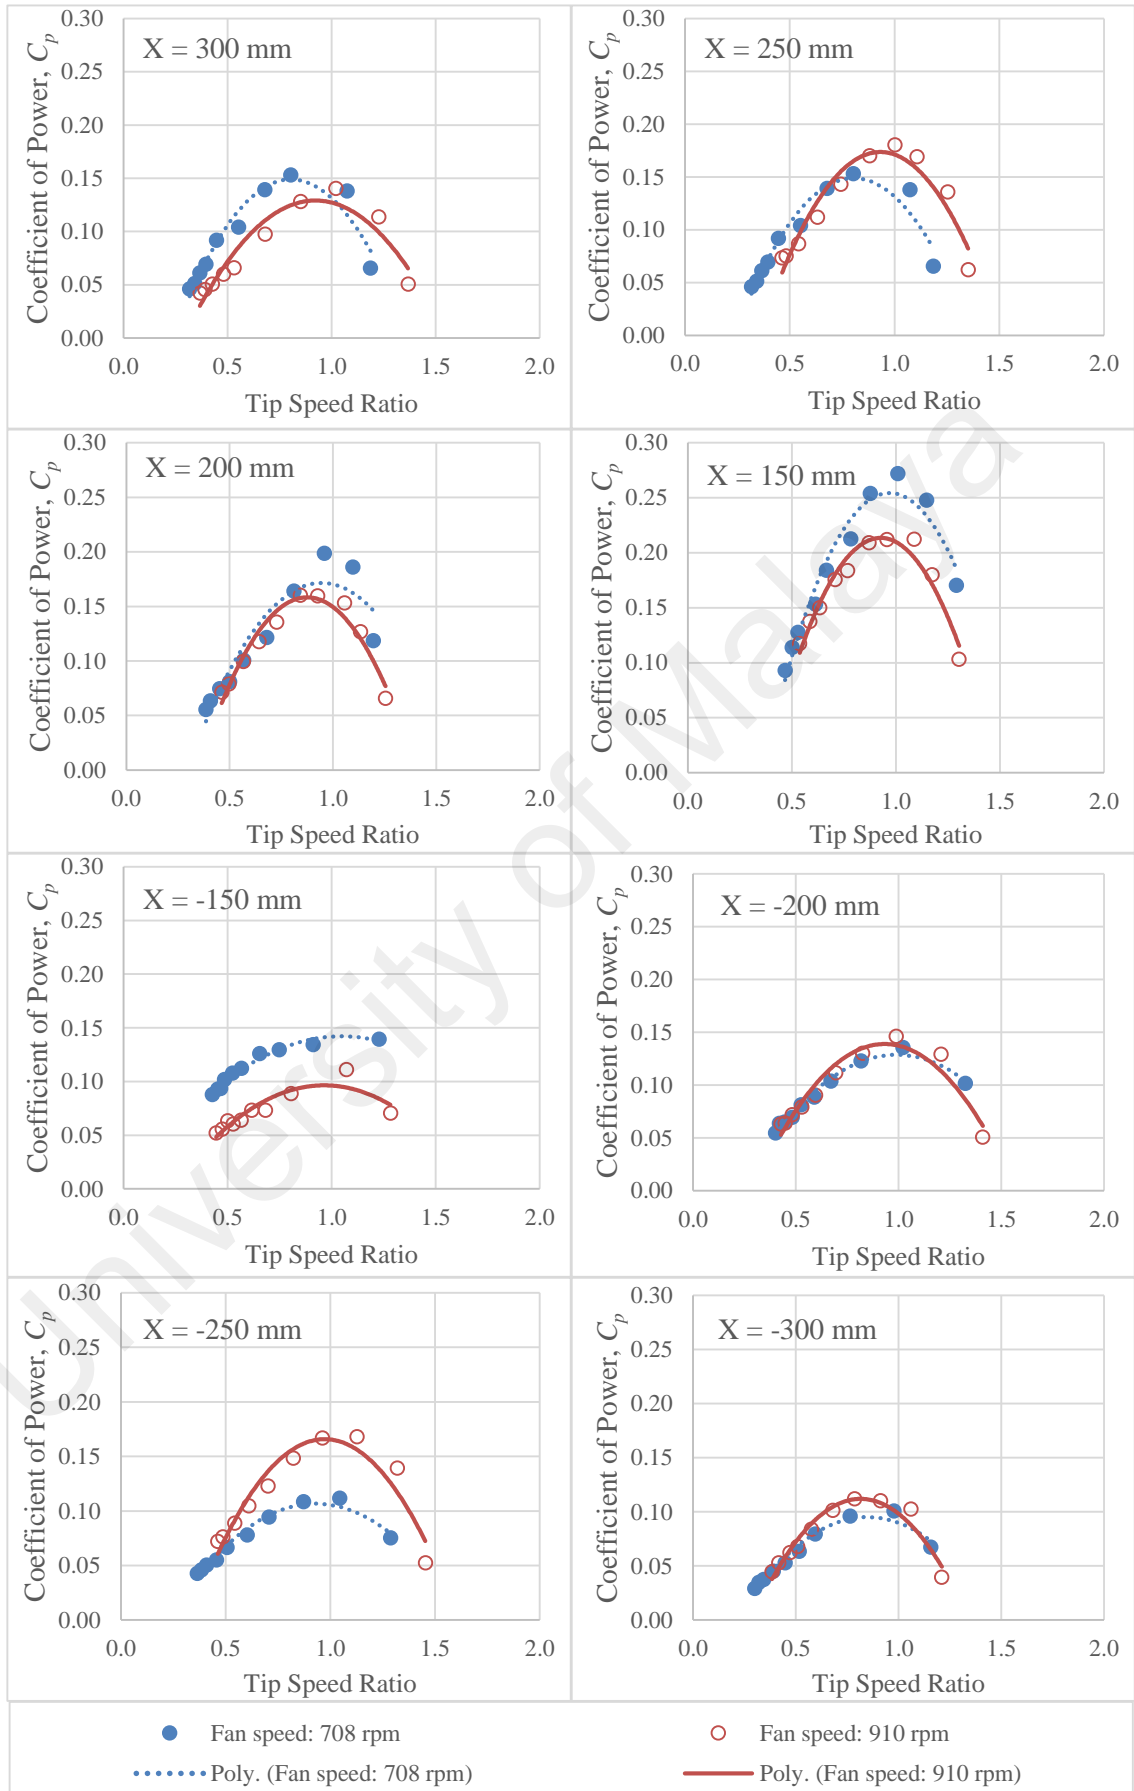 X = 300 mm
Coefficient of Power, Cp
0.30
0.25
0.20
0.15
0.10
0.05
0.00
0.0 0.5 1.0 1.5 2.0
Tip Speed Ratio
X = 250 mm
Coefficient of Power, Cp
0.30
0.25
0.20
0.15
0.10
0.05
0.00
0.0 0.5 1.0 1.5 2.0
Tip Speed Ratio
X = 200 mm
Coefficient of Power, Cp
0.30
0.25
0.20
0.15
0.10
0.05
0.00
0.0 0.5 1.0 1.5 2.0
Tip Speed Ratio
X = 150 mm
Coefficient of Power, Cp
0.30
0.25
0.20
0.15
0.10
0.05
0.00
0.0 0.5 1.0 1.5 2.0
Tip Speed Ratio
X = -150 mm
Coefficient of Power, Cp
0.30
0.25
0.20
0.15
0.10
0.05
0.00
0.0 0.5 1.0 1.5 2.0
Tip Speed Ratio
X = -200 mm
Coefficient of Power, Cp
0.30
0.25
0.20
0.15
0.10
0.05
0.00
0.0 0.5 1.0 1.5 2.0
Tip Speed Ratio
X = -250 mm
Coefficient of Power, Cp
0.30
0.25
0.20
0.15
0.10
0.05
0.00
0.0 0.5 1.0 1.5 2.0
Tip Speed Ratio
X = -300 mm
Coefficient of Power, Cp
0.30
0.25
0.20
0.15
0.10
0.05
0.00
0.0 0.5 1.0 1.5 2.0
Tip Speed Ratio
Fan speed: 708 rpm
Fan speed: 910 rpm
Poly. (Fan speed: 708 rpm)
Poly. (Fan speed: 910 rpm)
University of Malaya